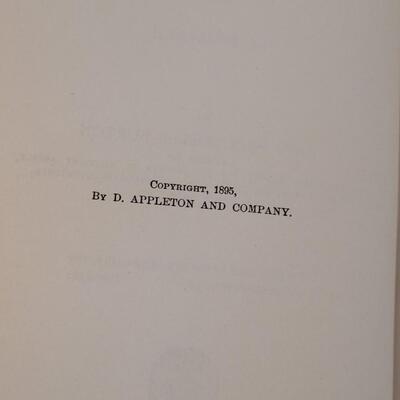 Copyright, 1895,
By D. APPLETON AND COMPANY.